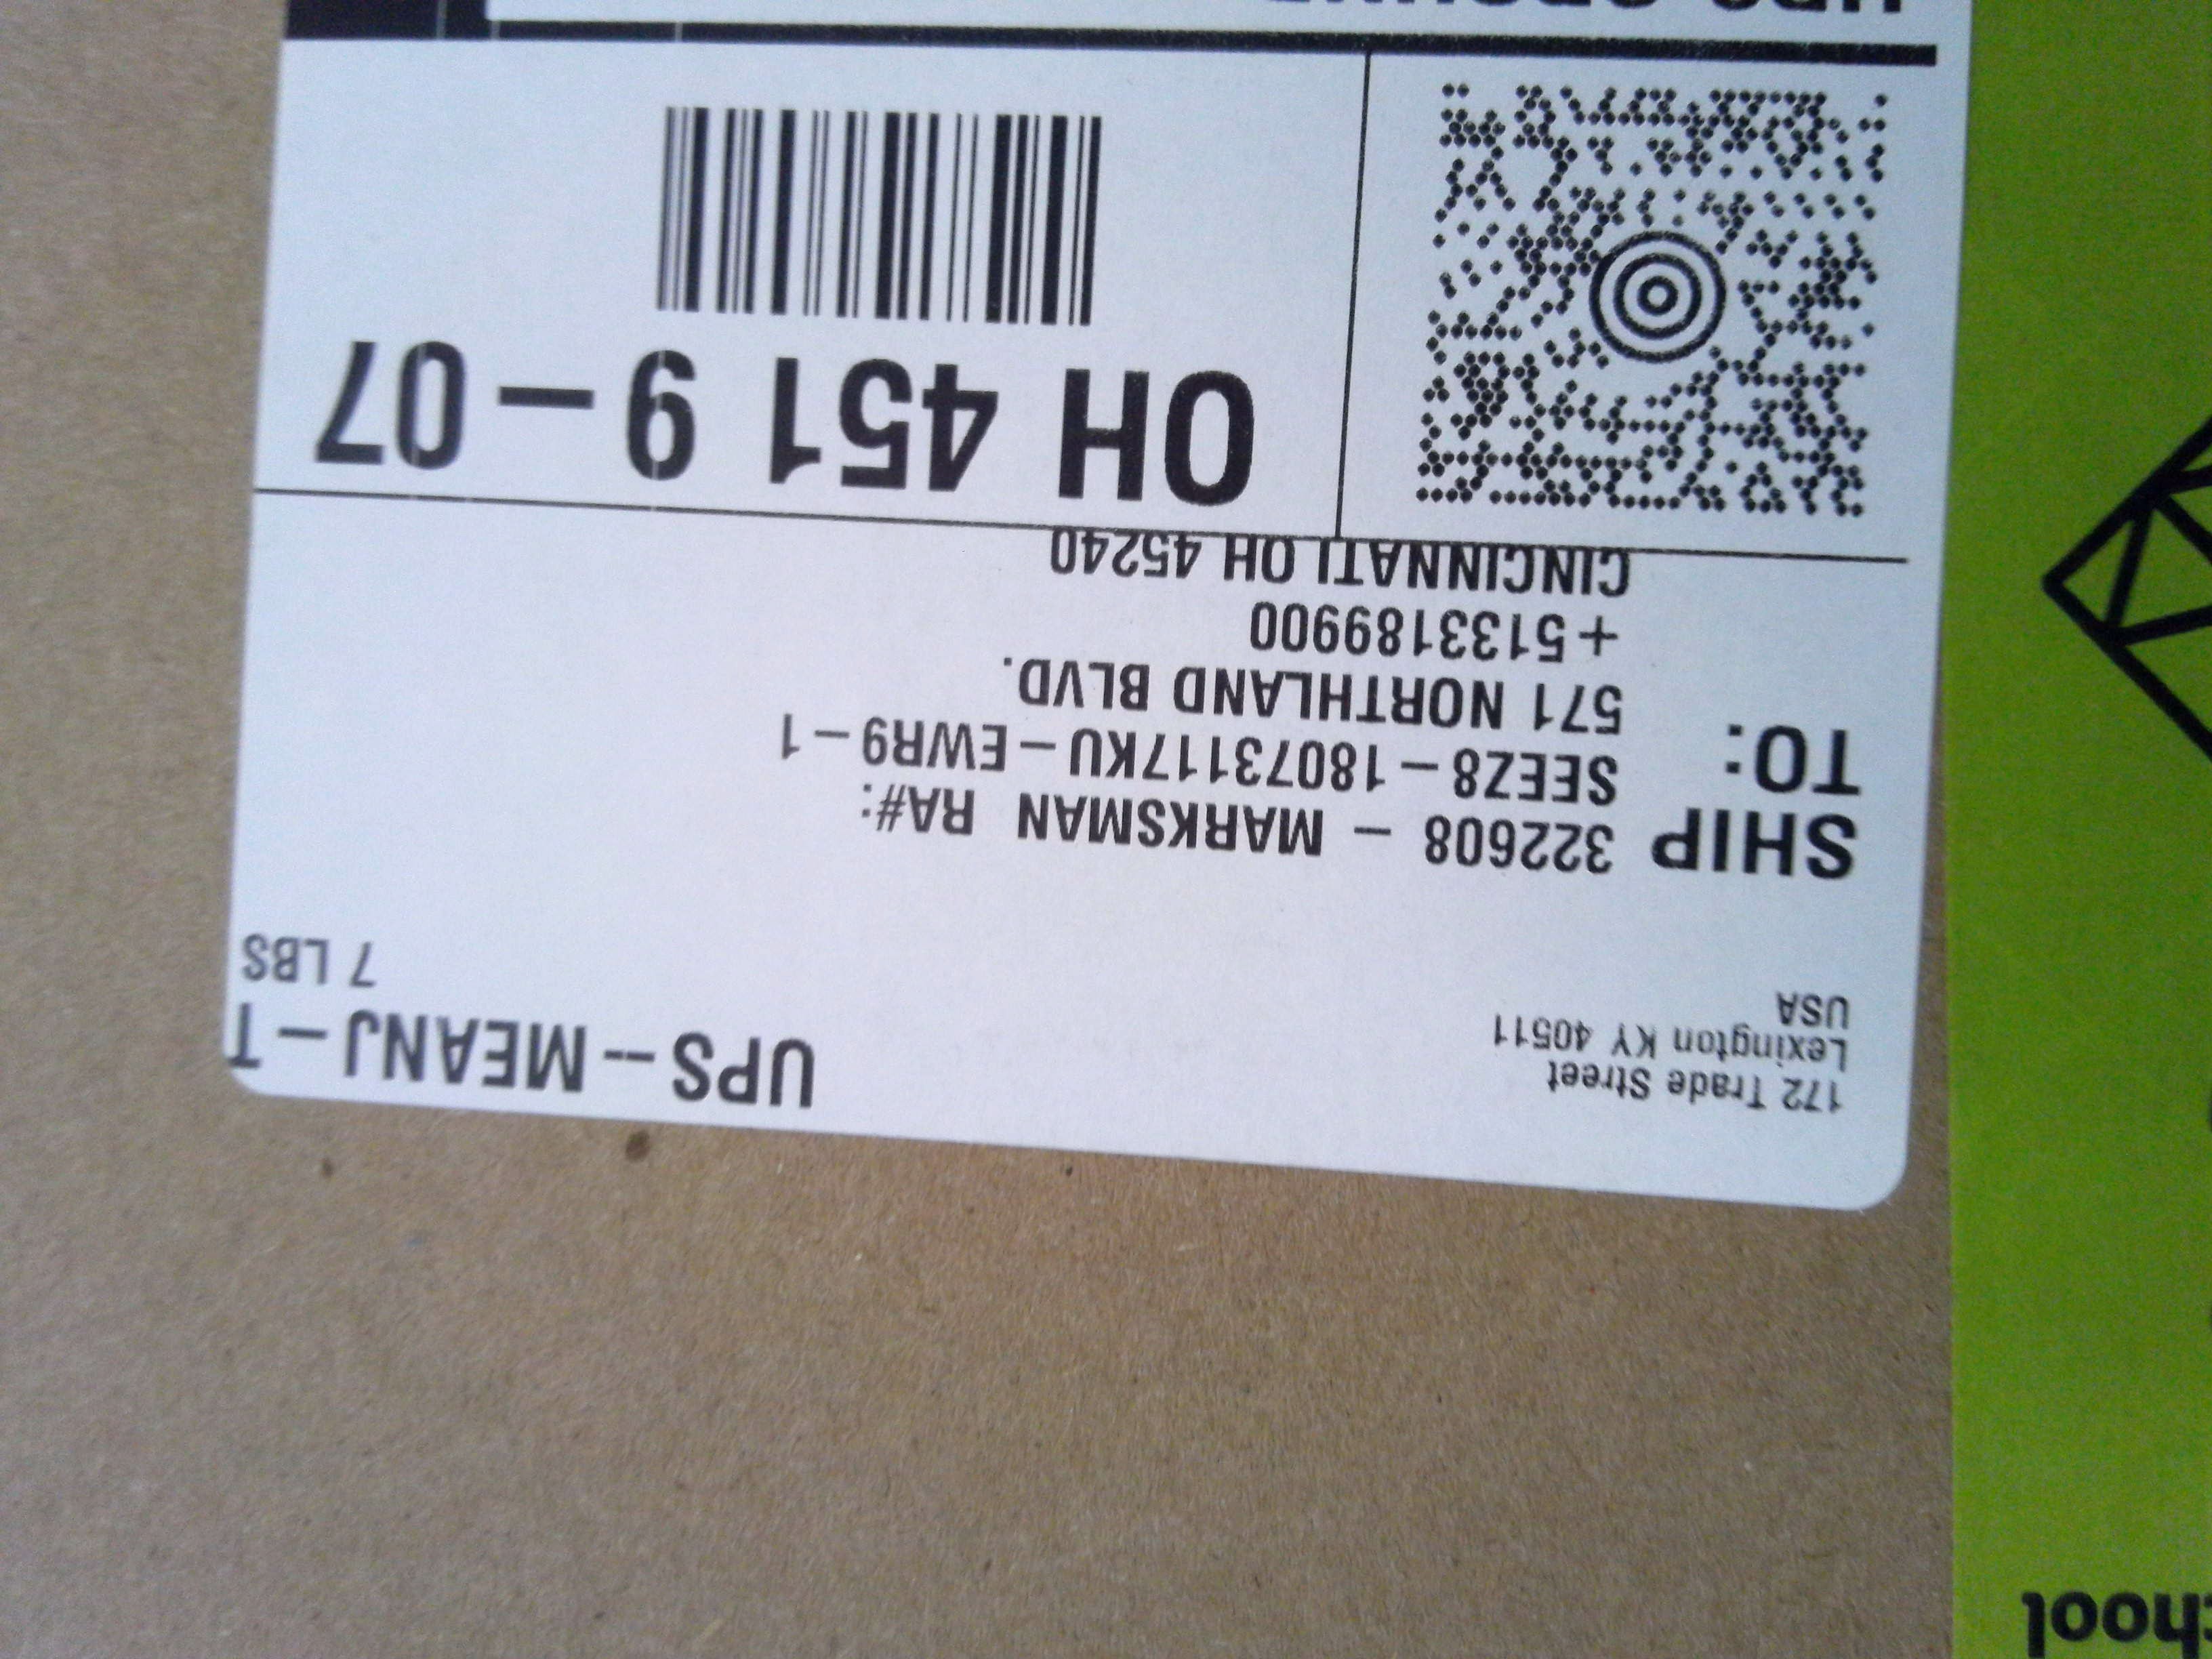 172 Trade Street
Lexington KY 40511
USA
UPS -- MEANJ - T
7 LBS
SHIP TO:
322608 - MARKSMAN RA#:
SEEZ8 - 18073117KU - EWR9 - 1
571 NORTHLAND BLVD.
+5133189900
CINCINNATI OH 45240
OH 451 9 - 07